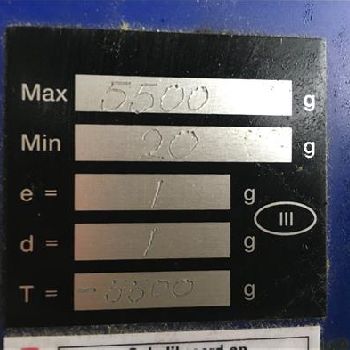 Max 5500 g
Min 20 g
e = 1 g
III
d = 1 g
T = -5500 g